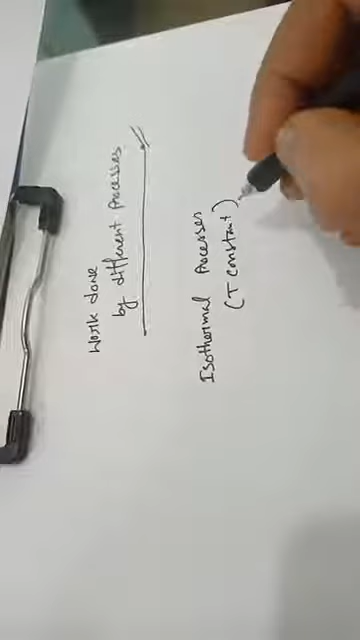 Work done
by different Processes
Isothermal Processes
(T constant)